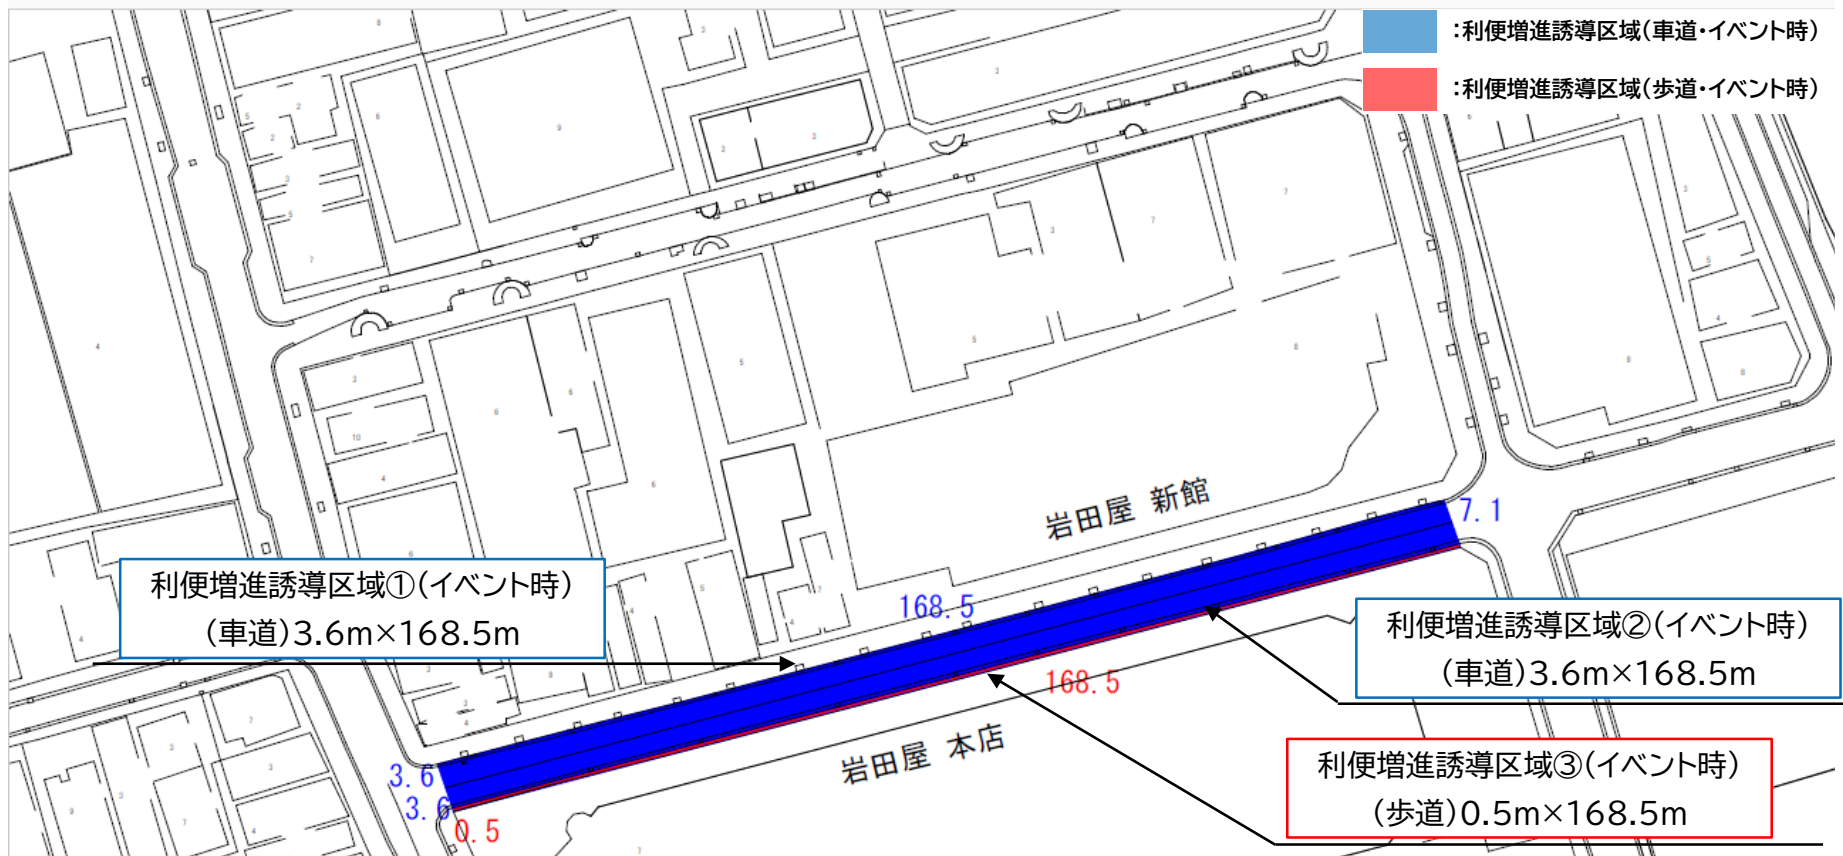 :利便増進誘導区域(車道・イベント時)
:利便増進誘導区域(歩道・イベント時)
岩田屋 新館
7.1
利便増進誘導区域①(イベント時)
(車道)3.6m×168.5m
168.5
利便増進誘導区域②(イベント時)
(車道)3.6m×168.5m
168.5
岩田屋 本店
利便増進誘導区域③(イベント時)
(歩道)0.5m×168.5m
3.6
3.6
0.5